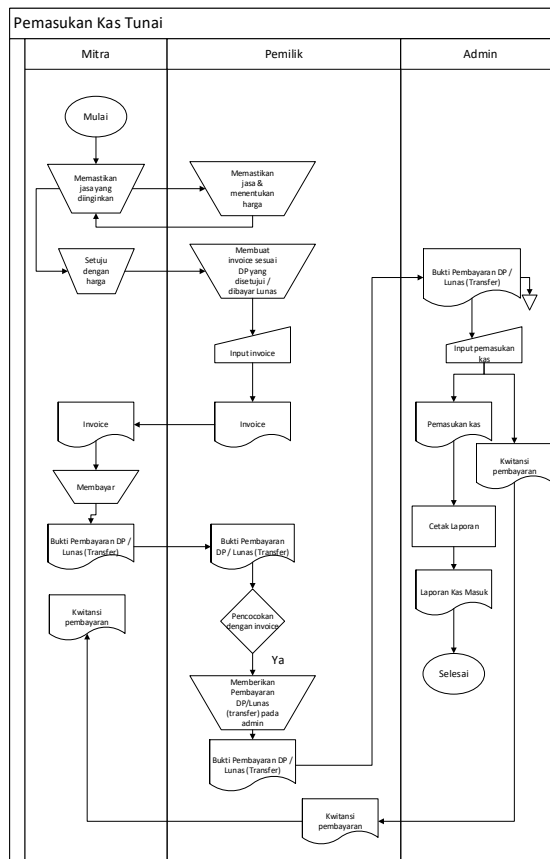 Pemasukan Kas Tunai
Mitra
Pemilik
Admin
Mulai
Memastikan
jasa yang
diinginkan
Memastikan
jasa &
menentukan
harga
Setuju
dengan
harga
Membuat
invoice sesuai
DP yang
disetujui /
dibayar Lunas
Bukti Pembayaran DP /
Lunas (Transfer)
Input invoice
Input pemasukan
kas
Invoice
Invoice
Pemasukan kas
Kwitansi
pembayaran
Membayar
Bukti Pembayaran DP /
Lunas (Transfer)
Bukti Pembayaran
DP / Lunas (Transfer)
Cetak Laporan
Kwitansi
pembayaran
Pencocokan
dengan invoice
Laporan Kas Masuk
Ya
Memberikan
Pembayaran
DP/Lunas
(transfer) pada
admin
Selesai
Bukti Pembayaran DP /
Lunas (Transfer)
Kwitansi
pembayaran